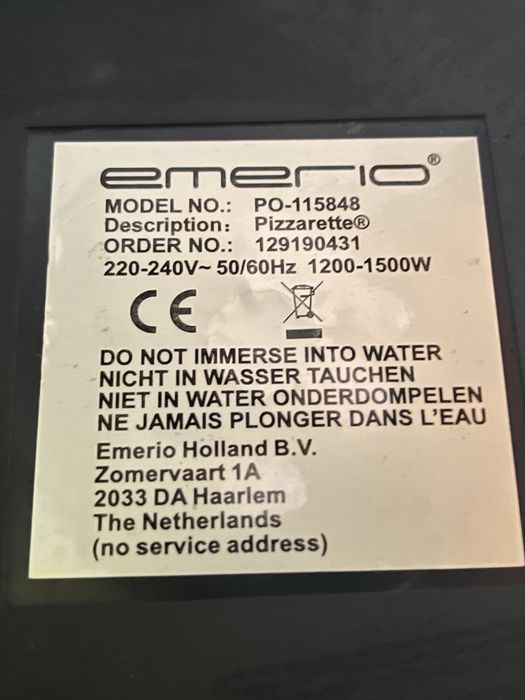 emerio®
MODEL NO.: PO-115848
Description: Pizzarette®
ORDER NO.: 129190431
220-240V~ 50/60Hz 1200-1500W
CE
DO NOT IMMERSE INTO WATER
NICHT IN WASSER TAUCHEN
NIET IN WATER ONDERDOMPELEN
NE JAMAIS PLONGER DANS L'EAU
Emerio Holland B.V.
Zomervaart 1A
2033 DA Haarlem
The Netherlands
(no service address)